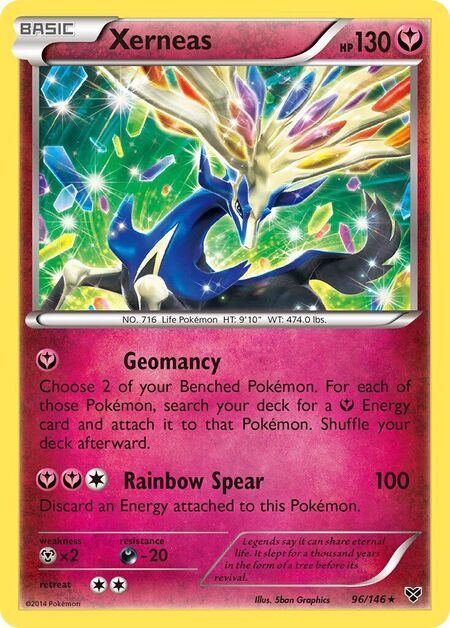 BASIC
Xerneas
HP 130
NO. 716 Life Pokémon HT: 9'10" WT: 474.0 lbs.
Geomancy
Choose 2 of your Benched Pokémon. For each of
those Pokémon, search your deck for a Energy
card and attach it to that Pokémon. Shuffle your
deck afterward.
Rainbow Spear 100
Discard an Energy attached to this Pokémon.
weakness resistance
×2 -20
retreat
Legends say it can share eternal
life. It slept for a thousand years
in the form of a tree before its
revival.
©2014 Pokémon Illus. 5ban Graphics 96/146★